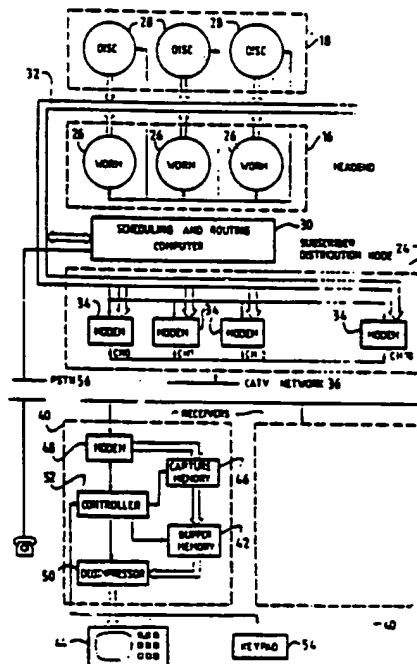 28 28 28
DISC DISC DISC
18
32
26 26 26
WORM WORM WORM
16
HEADEND
30
SCHEDULING AND ROUTING
COMPUTER
SUBSCRIBER
DISTRIBUTION NODE 24
34 34 34 34
MODEM MODEM MODEM MODEM
PSTN 56
CATV NETWORK 36
RECEIVERS
40
48
MODEM
52
CAPTURE
MEMORY
46
CONTROLLER
BUFFER
MEMORY
42
50
DECOMPRESSOR
40
44
KEYPAD
54